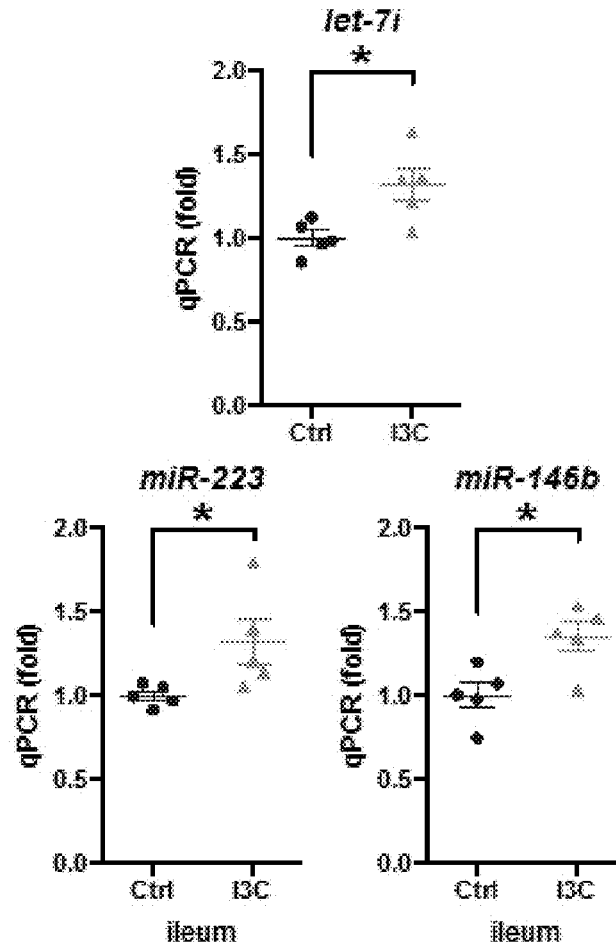 let-7i
*
2.0
1.5
1.0
0.5
0.0
qPCR (fold)
Ctrl I3C
miR-223 miR-146b
* *
2.0 2.0
1.5 1.5
1.0 1.0
0.5 0.5
0.0 0.0
qPCR (fold) qPCR (fold)
Ctrl I3C Ctrl I3C
ileum ileum